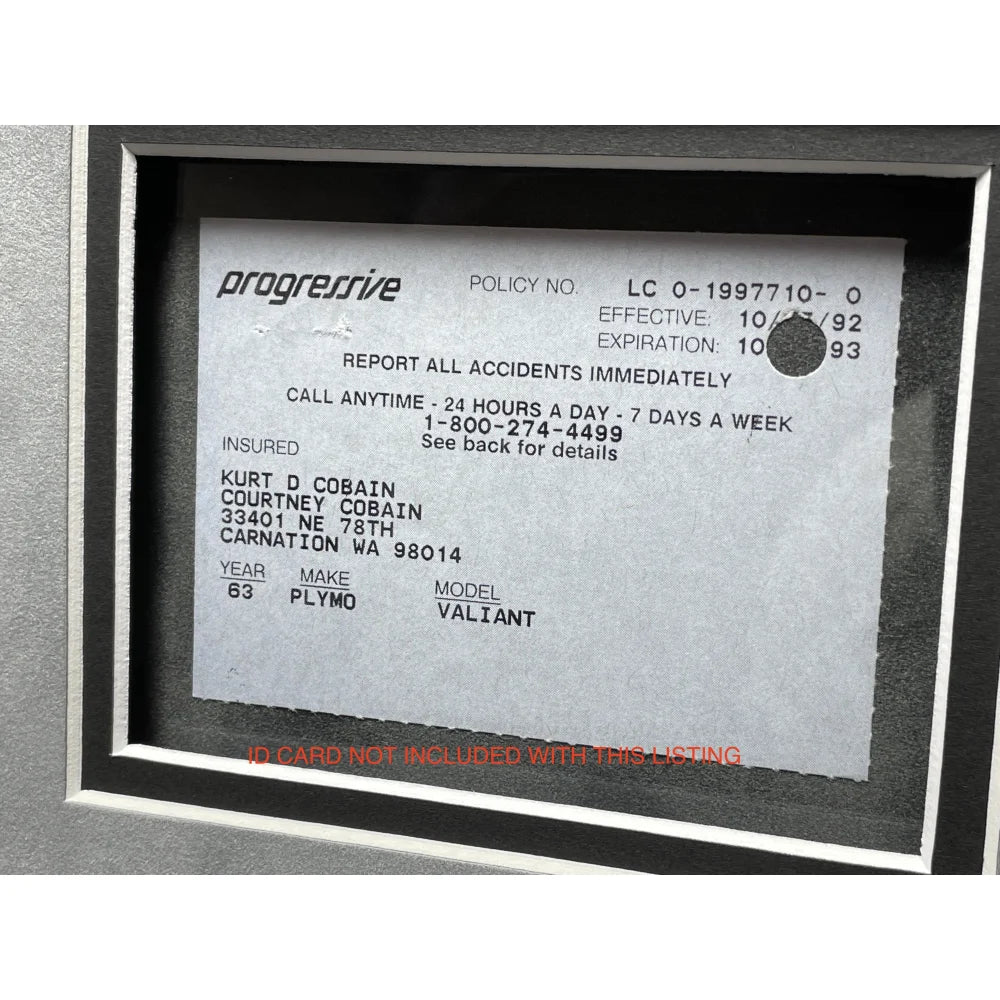 progressive
POLICY NO. LC 0-1997710- 0
EFFECTIVE: 10/ /92
EXPIRATION: 10 93
REPORT ALL ACCIDENTS IMMEDIATELY
CALL ANYTIME - 24 HOURS A DAY - 7 DAYS A WEEK
1-800-274-4499
See back for details
INSURED
KURT D COBAIN
COURTNEY COBAIN
33401 NE 78TH
CARNATION WA 98014
YEAR MAKE MODEL
63 PLYMO VALIANT
ID CARD NOT INCLUDED WITH THIS LISTING